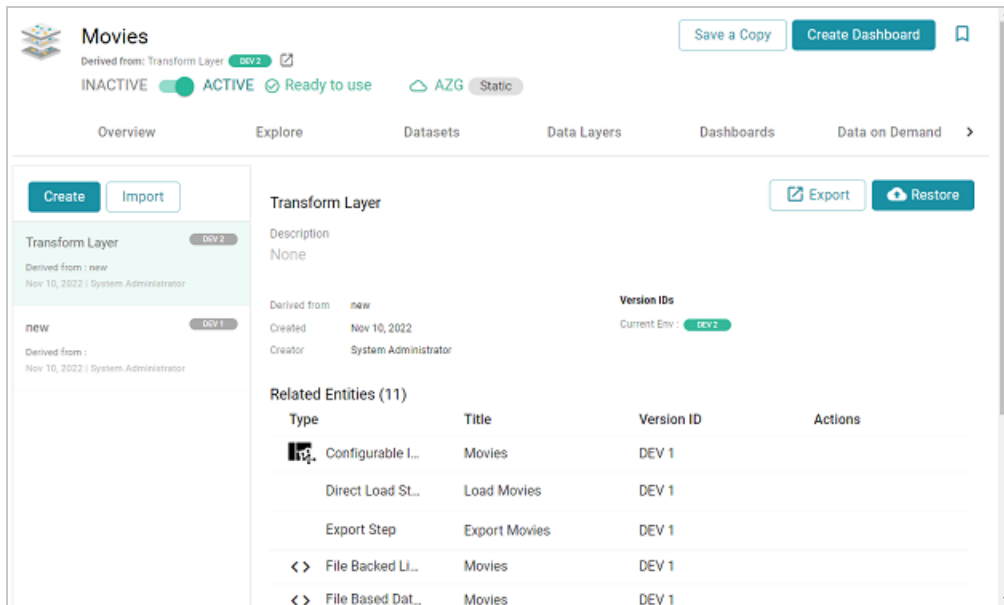 Movies
Save a Copy
Create Dashboard
Derived from: Transform Layer DEV 2
INACTIVE ACTIVE Ready to use AZG Static
Overview Explore Datasets Data Layers Dashboards Data on Demand
Create Import
Transform Layer DEV 2
Derived from : new
Nov 10, 2022 | System Administrator
new DEV 1
Derived from :
Nov 10, 2022 | System Administrator
Transform Layer
Export Restore
Description
None
Derived from new
Created Nov 10, 2022
Creator System Administrator
Version IDs
Current Env : DEV 2
Related Entities (11)
Type Title Version ID Actions
Configurable I... Movies DEV 1
Direct Load St... Load Movies DEV 1
Export Step Export Movies DEV 1
File Backed Li... Movies DEV 1
File Based Dat... Movies DEV 1